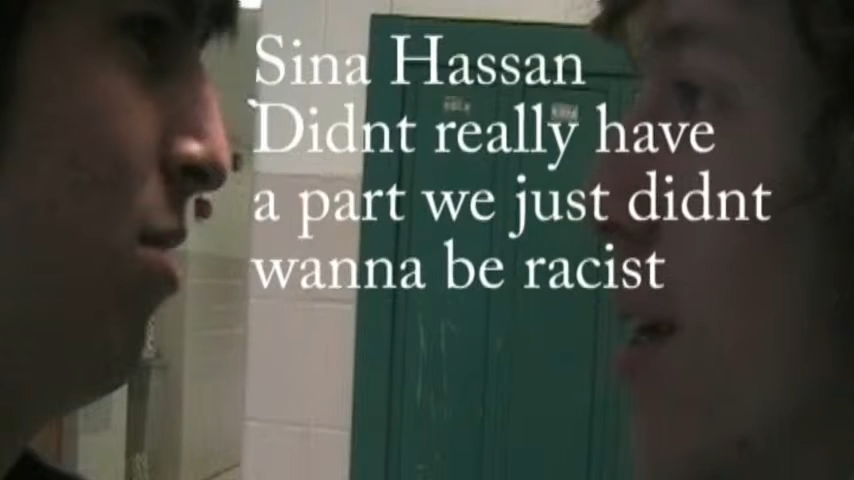 Sina Hassan
Didnt really have
a part we just didnt
wanna be racist